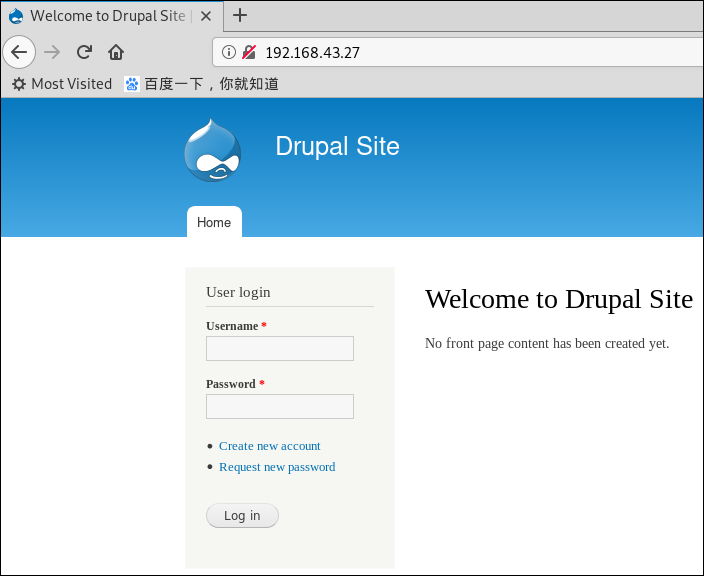 Welcome to Drupal Site |
192.168.43.27
Most Visited 百度一下，你就知道
Drupal Site
Home
User login
Username *
Password *
Create new account
Request new password
Log in
Welcome to Drupal Site
No front page content has been created yet.